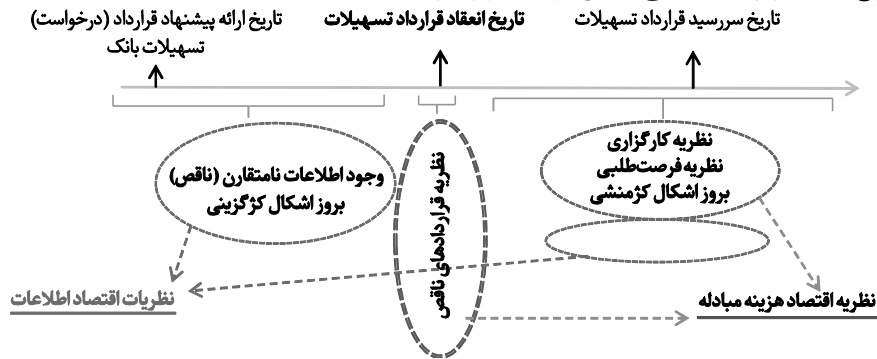 تاریخ سررسید قرارداد تسهیلات
تاریخ انعقاد قرارداد تسهیلات
تاریخ ارائه پیشنهاد قرارداد (درخواست)
تسهیلات بانک
نظریه کارگزاری
نظریه فرصت‌طلبی
بروز اشکال کژمنشی
نظریه قراردادهای ناقص
وجود اطلاعات نامتقارن (ناقص)
بروز اشکال کژگزینی
نظریه اقتصاد هزینه مبادله
نظریات اقتصاد اطلاعات